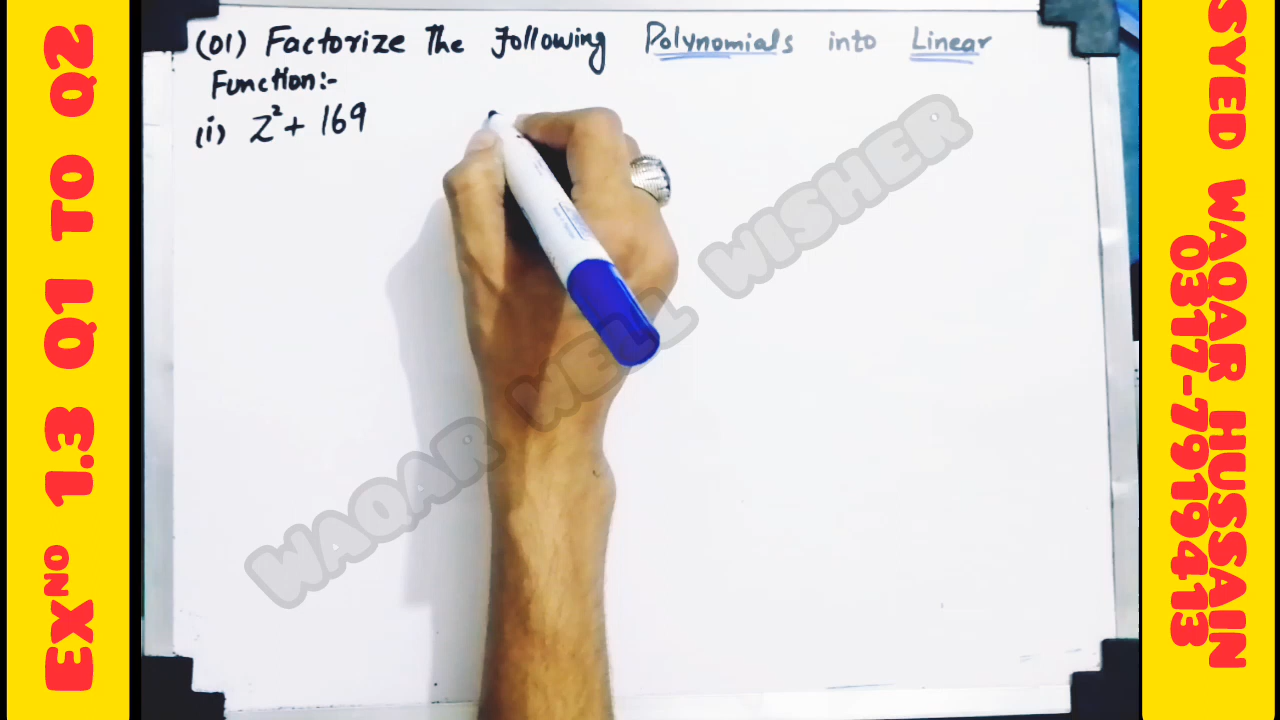 EXNO 1.3 Q1 TO Q2
(01) Factorize The Following Polynomials into Linear
Function:-
(i) Z² + 169
WAQAR WELL WISHER
SYED WAQAR HUSSAIN
0317-7919413